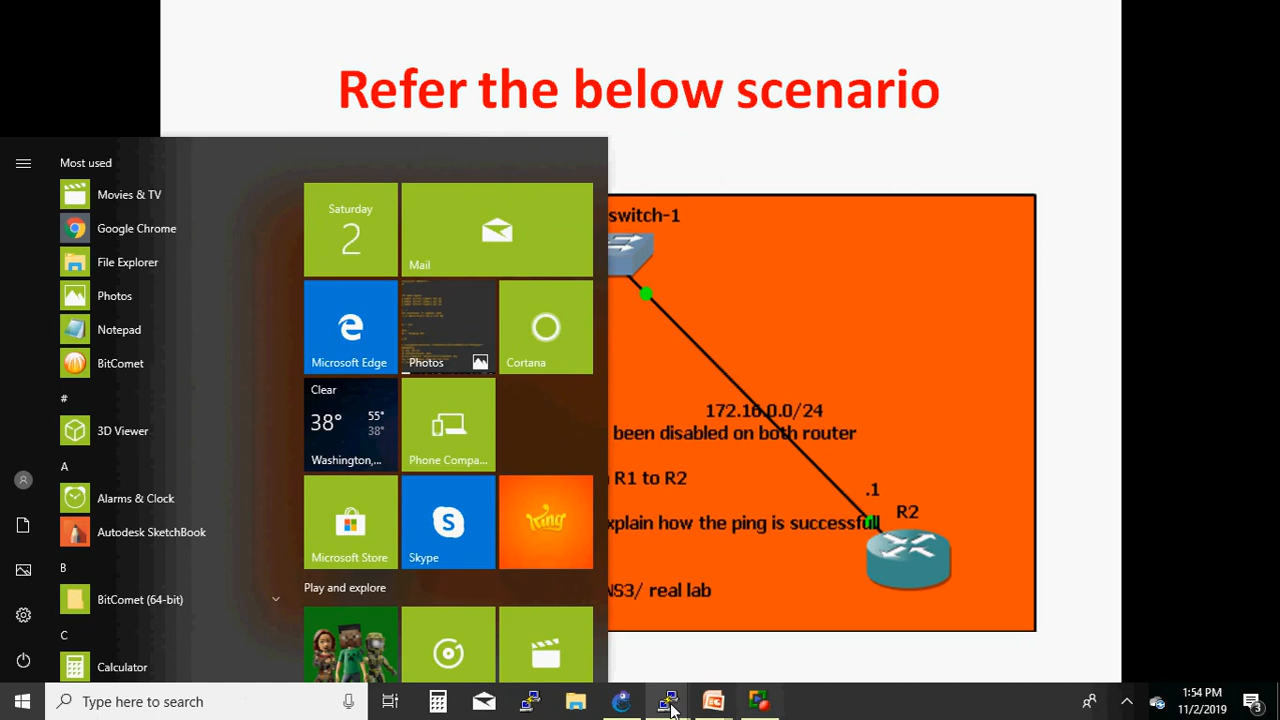 Refer the below scenario
Most used
Movies & TV
Google Chrome
File Explorer
Photos
Notepad
BitComet
#
3D Viewer
A
Alarms & Clock
Autodesk SketchBook
B
BitComet (64-bit)
C
Calculator
Saturday
2
Mail
Microsoft Edge
Photos
Cortana
Clear
38°
55°
38°
Washington,...
Phone Compa...
Microsoft Store
Skype
King
Play and explore
switch-1
172.16.0.0/24
been disabled on both router
R1 to R2
.1
R2
explain how the ping is successfull
NS3/ real lab
Type here to search
1:54 PM
11/2/2019
3